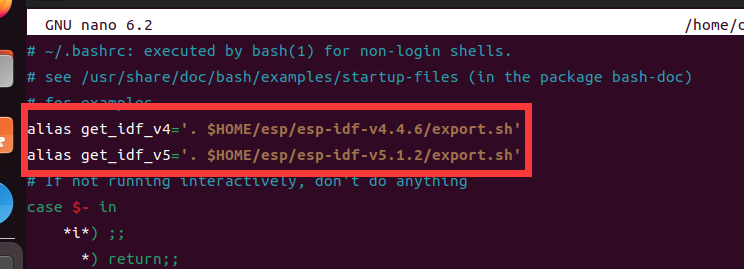 GNU nano 6.2 /home/c
# ~/.bashrc: executed by bash(1) for non-login shells.
# see /usr/share/doc/bash/examples/startup-files (in the package bash-doc)
# for examples
alias get_idf_v4='. $HOME/esp/esp-idf-v4.4.6/export.sh'
alias get_idf_v5='. $HOME/esp/esp-idf-v5.1.2/export.sh'
# If not running interactively, don't do anything
case $- in
*i*) ;;
*) return;;